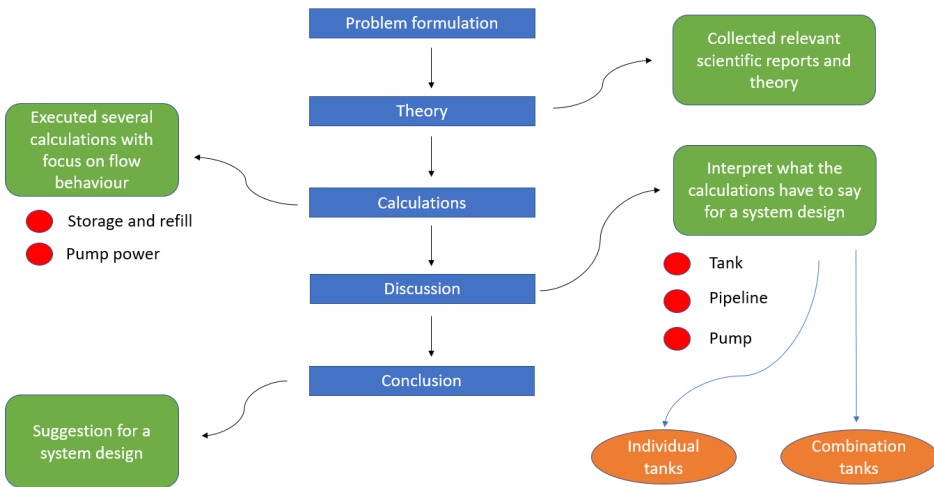 Problem formulation
Collected relevant
scientific reports and
theory
Theory
Executed several
calculations with
focus on flow
behaviour
Interpret what the
calculations have to say
for a system design
Calculations
Storage and refill
Pump power
Tank
Discussion
Pipeline
Pump
Conclusion
Suggestion for a
system design
Individual
tanks
Combination
tanks